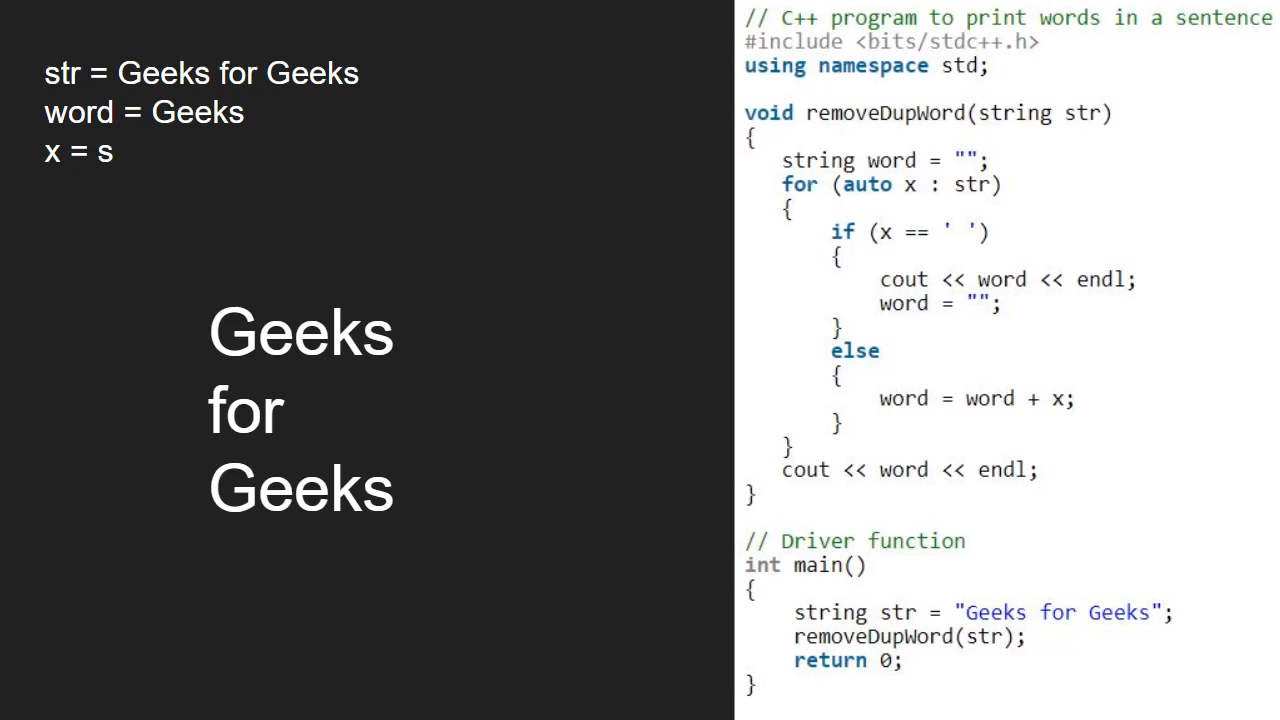 str = Geeks for Geeks
word = Geeks
x = s
Geeks
for
Geeks
// C++ program to print words in a sentence
#include <bits/stdc++.h>
using namespace std;

void removeDupWord(string str)
{
   string word = "";
   for (auto x : str)
   {
       if (x == ' ')
       {
           cout << word << endl;
           word = "";
       }
       else
       {
           word = word + x;
       }
   }
   cout << word << endl;
}

// Driver function
int main()
{
    string str = "Geeks for Geeks";
    removeDupWord(str);
    return 0;
}